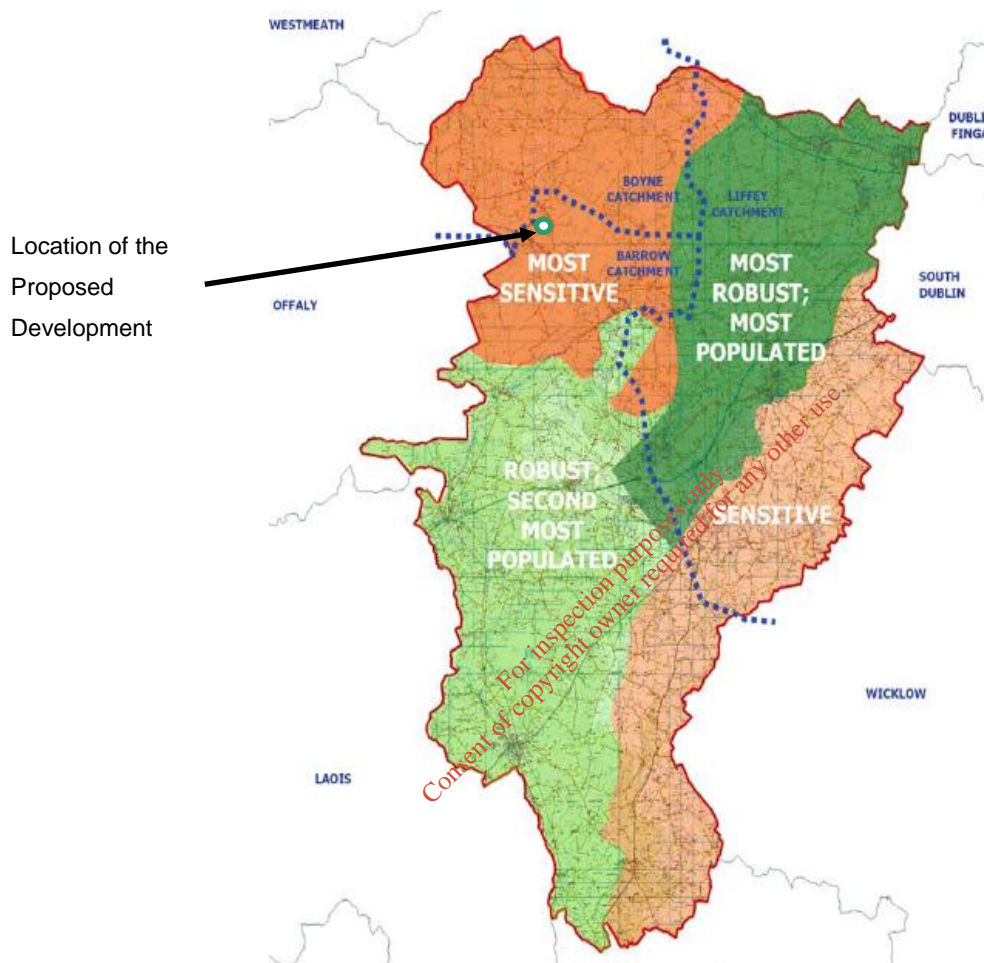 WESTMEATH
DUBLI
FINGA
BOYNE
CATCHMENT
LIFFEY
CATCHMENT
Location of the
Proposed
Development
BARROW
CATCHMENT
MOST
SENSITIVE
MOST
ROBUST;
MOST
POPULATED
SOUTH
DUBLIN
OFFALY
ROBUST;
SECOND
MOST
POPULATED
SENSITIVE
For inspection purposes only.
Consent of copyright owner required for any other use.
WICKLOW
LAOIS